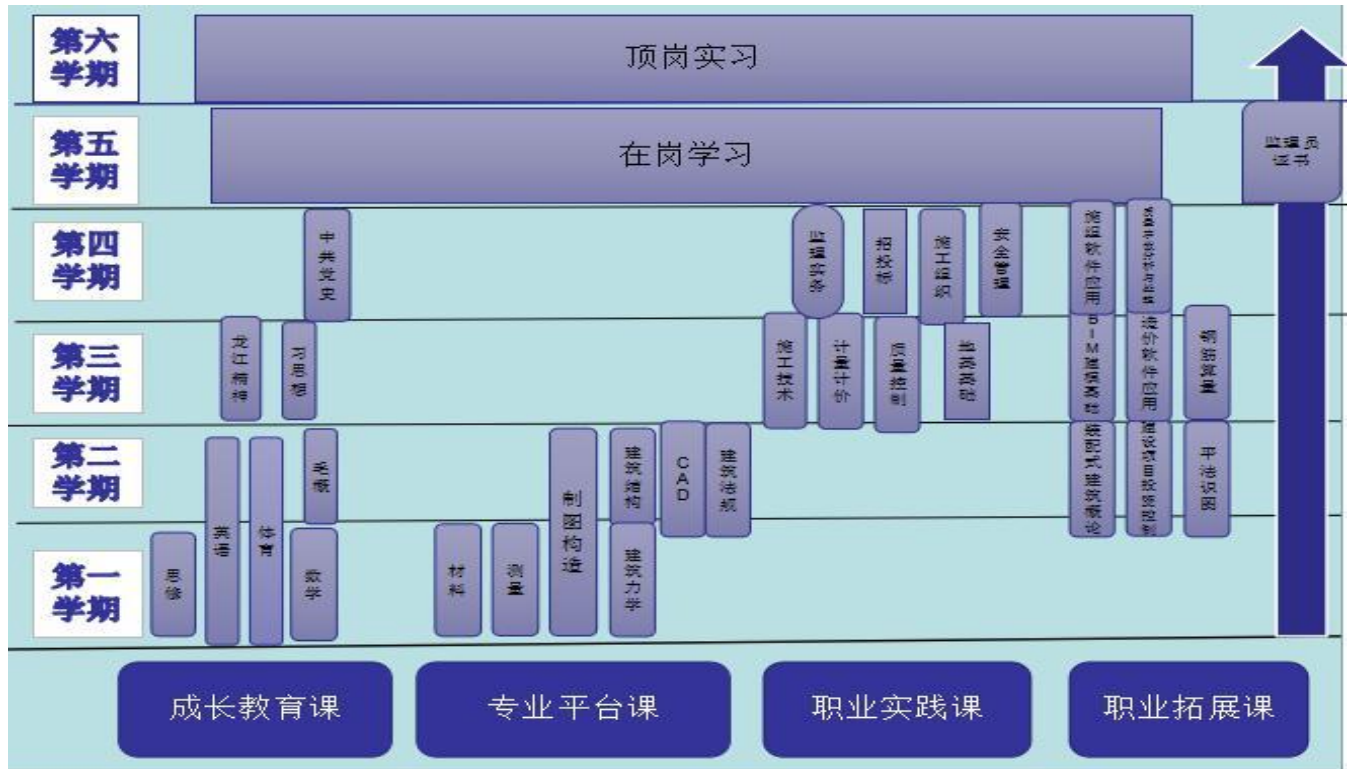 第六
学期
顶岗实习
第五
学期
在岗学习
监理员
证书
第四
学期
中共党史
监理实务
招投标
施工组织
安全管理
施组软件应用
第三
学期
龙江精神
习思想
施工技术
计量计价
质量控制
BIM建模基础
造价软件应用
钢筋算量
第二
学期
英语
体育
毛概
制图构造
建筑结构
CAD
建筑法规
装配式建筑概论
建设项目投资控制
平法识图
第一
学期
思修
数学
材料
测量
建筑力学
成长教育课
专业平台课
职业实践课
职业拓展课